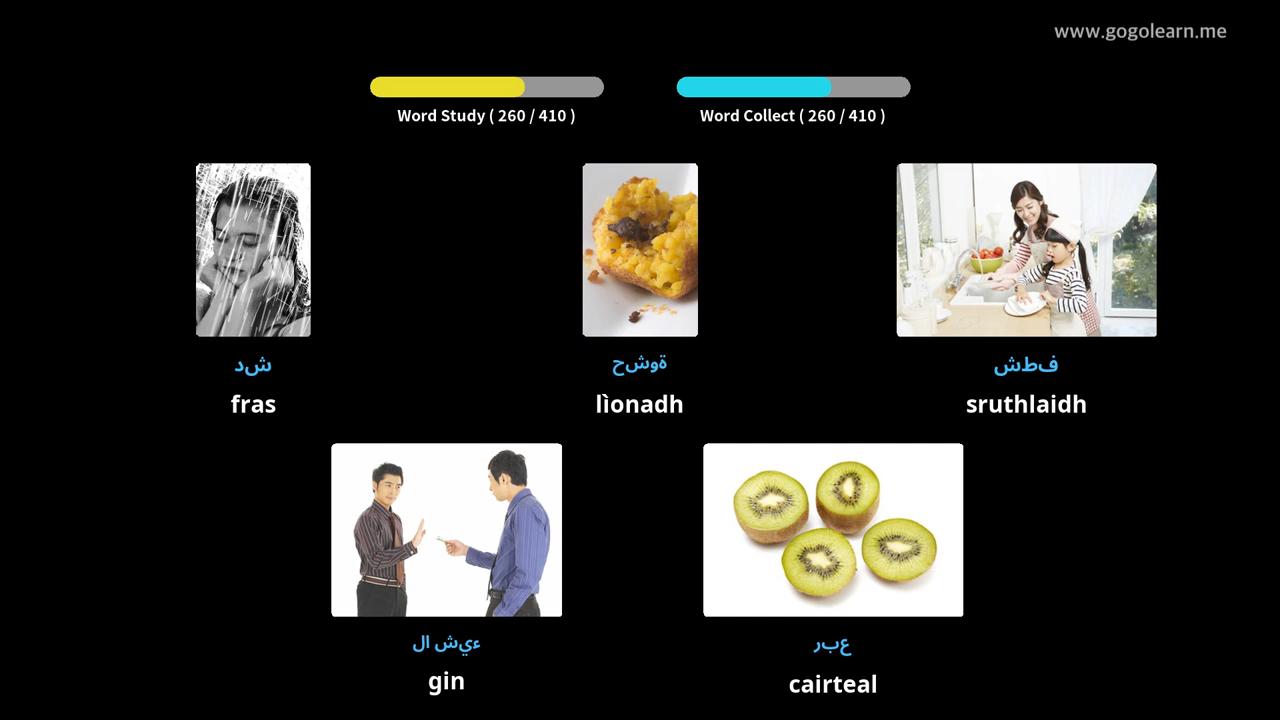 www.gogolearn.me
Word Study ( 260 / 410 )
Word Collect ( 260 / 410 )
شد
ةوشح
فطش
fras
lìonadh
sruthlaidh
ءيش ال
عبر
gin
cairteal